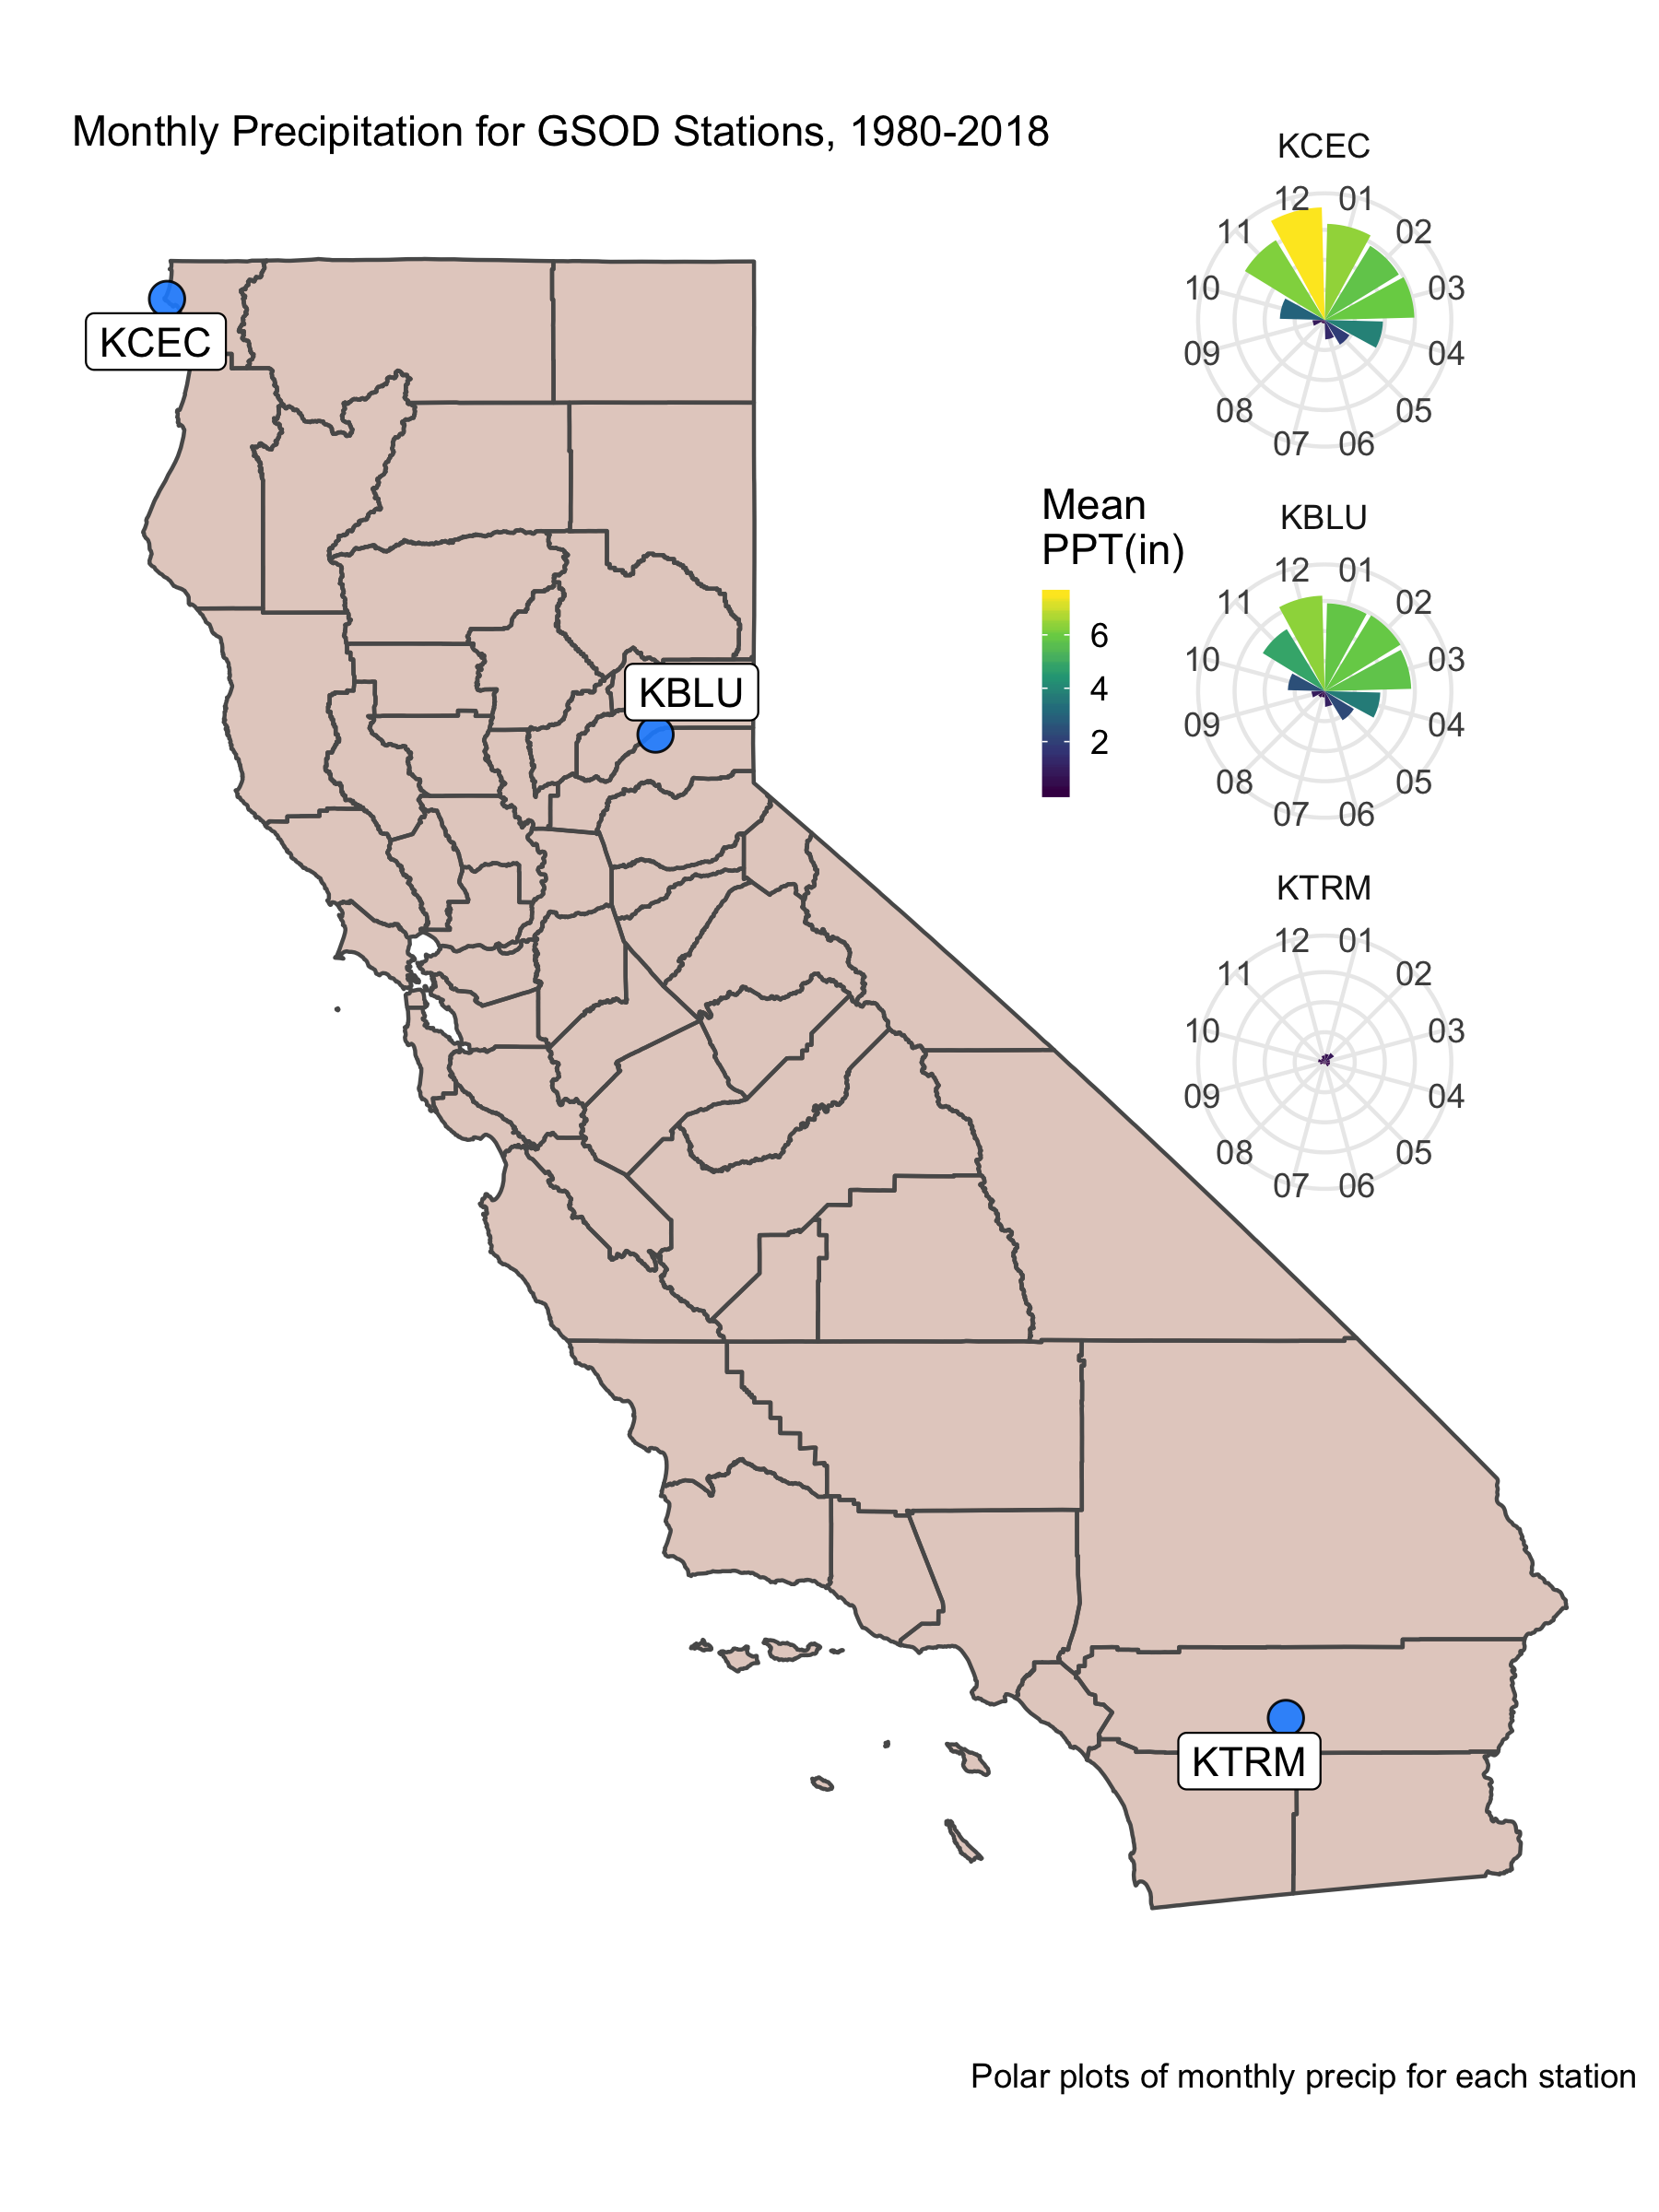 Monthly Precipitation for GSOD Stations, 1980-2018
KCEC
12 01
11 02
10 03
09 04
08 05
07 06
KCEC
Mean
PPT(in)
6
4
2
KBLU
12 01
11 02
10 03
09 04
08 05
07 06
KBLU
KTRM
12 01
11 02
10 03
09 04
08 05
07 06
KTRM
Polar plots of monthly precip for each station